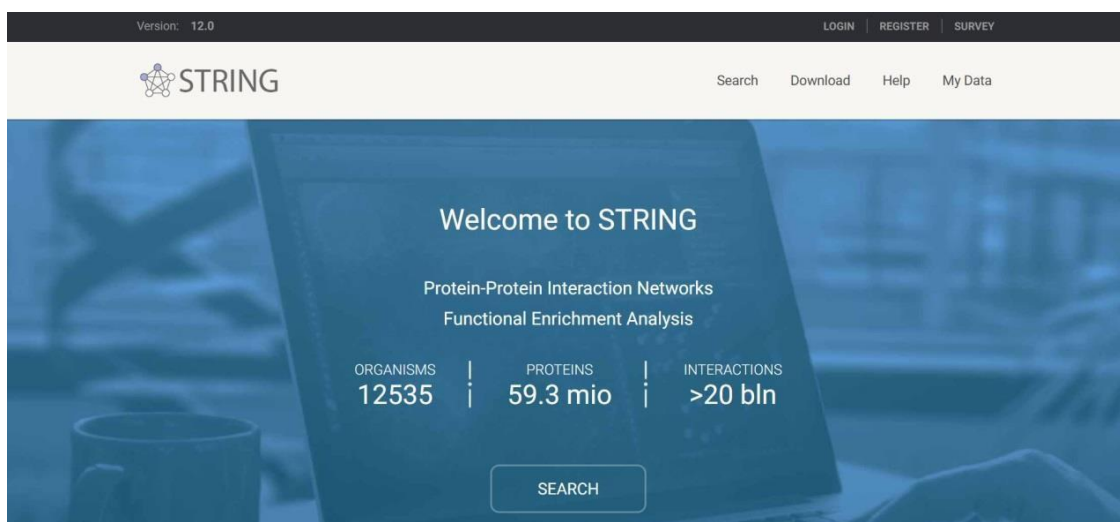 Version: 12.0 LOGIN REGISTER SURVEY
STRING Search Download Help My Data
Welcome to STRING
Protein-Protein Interaction Networks
Functional Enrichment Analysis
ORGANISMS PROTEINS INTERACTIONS
12535 59.3 mio >20 bln
SEARCH